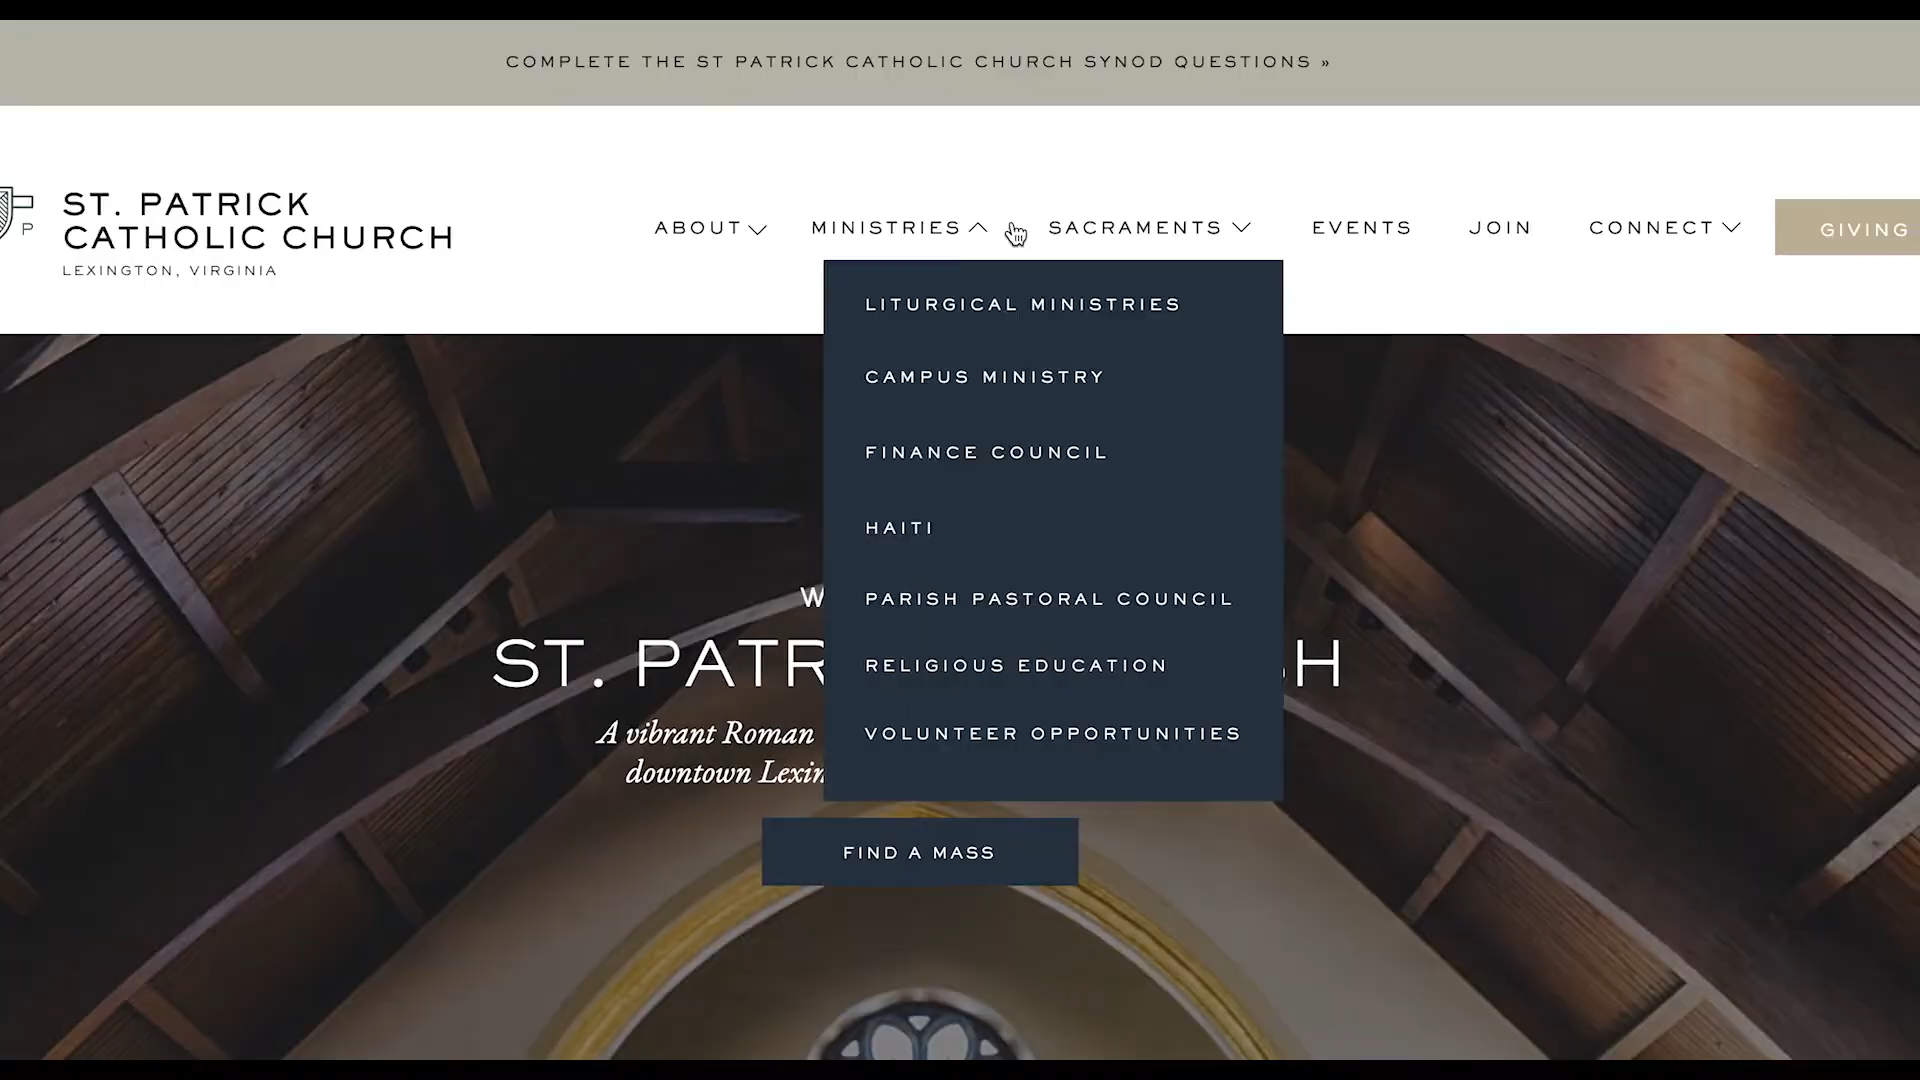 COMPLETE THE ST PATRICK CATHOLIC CHURCH SYNOD QUESTIONS »
P
ST. PATRICK
CATHOLIC CHURCH
LEXINGTON, VIRGINIA
ABOUT MINISTRIES SACRAMENTS EVENTS JOIN CONNECT GIVING
LITURGICAL MINISTRIES
CAMPUS MINISTRY
FINANCE COUNCIL
HAITI
PARISH PASTORAL COUNCIL
RELIGIOUS EDUCATION
VOLUNTEER OPPORTUNITIES
W
ST. PATR H
A vibrant Roman
downtown Lexin
FIND A MASS